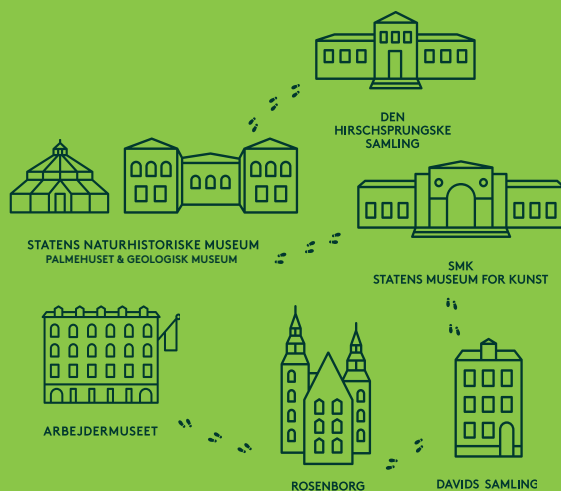 DEN
HIRSCHSPRUNGSKE
SAMLING
STATENS NATURHISTORISKE MUSEUM
PALMEHUSET & GEOLOGISK MUSEUM
SMK
STATENS MUSEUM FOR KUNST
ARBEJDERMUSEET
ROSENBORG
DAVIDS SAMLING